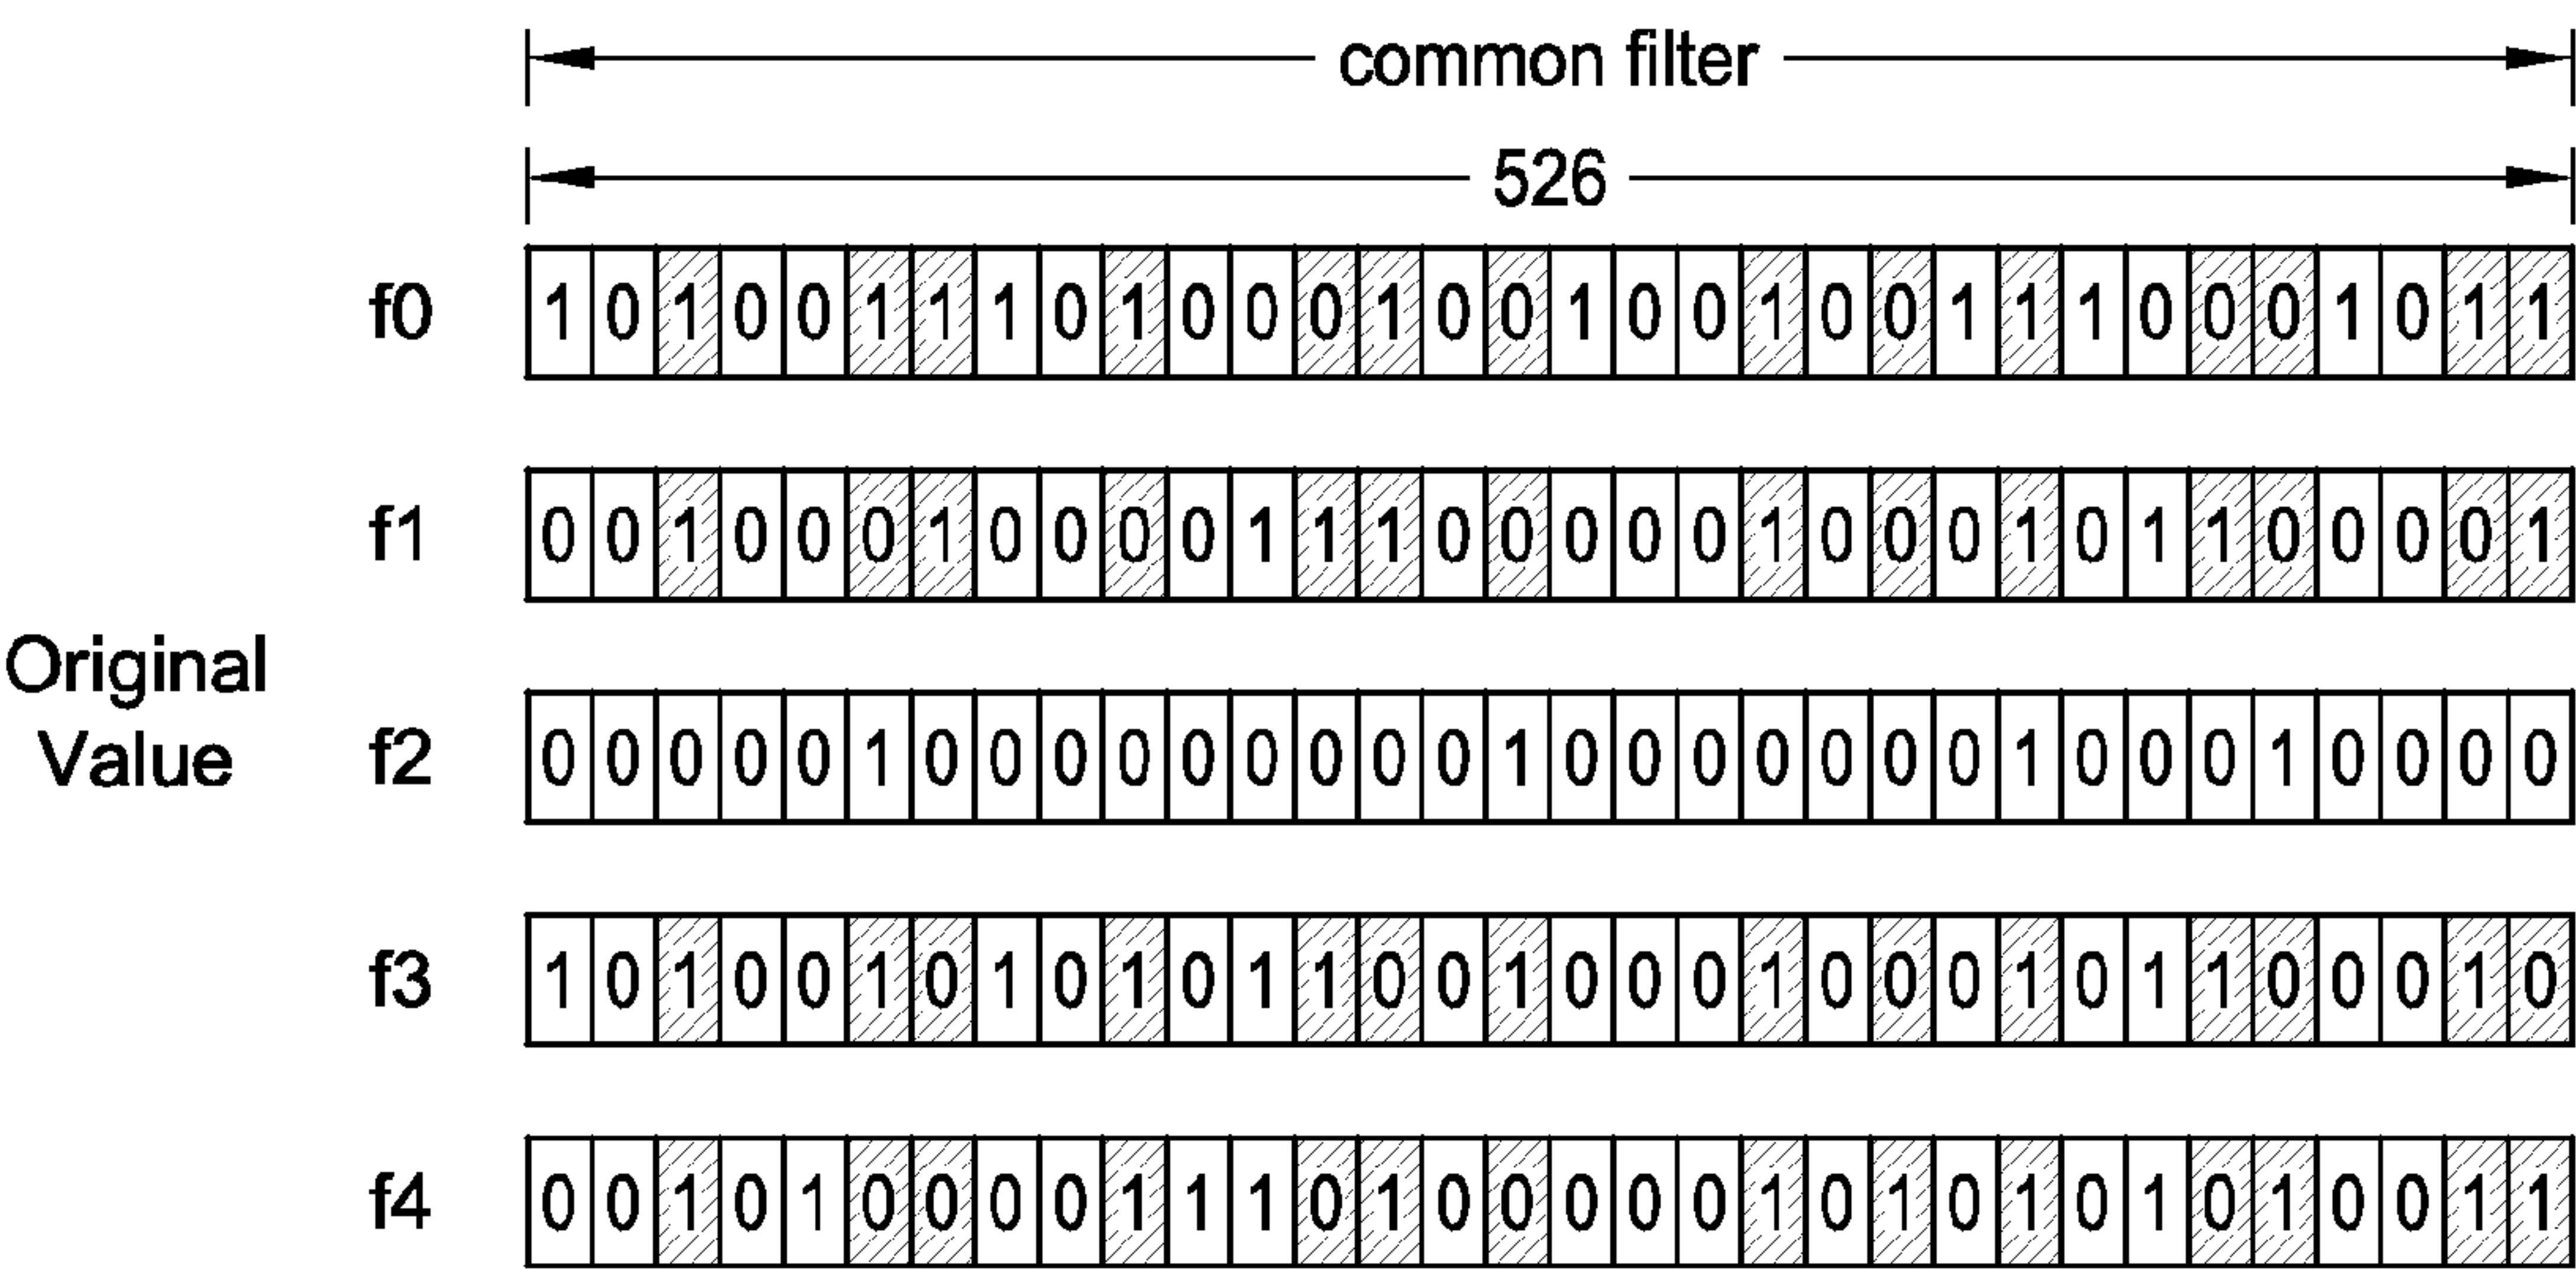 common filter
526
f0 1 0 1 0 0 1 1 1 0 1 0 0 0 1 0 0 1 0 0 1 0 0 1 1 1 0 0 0 1 0 1 1
f1 0 0 1 0 0 0 1 0 0 0 0 1 1 1 0 0 0 0 0 1 0 0 0 1 0 1 1 0 0 0 0 1
Original
Value
f2 0 0 0 0 0 1 0 0 0 0 0 0 0 0 0 1 0 0 0 0 0 0 0 1 0 0 0 1 0 0 0 0
f3 1 0 1 0 0 1 0 1 0 1 0 1 1 0 0 1 0 0 0 1 0 0 0 1 0 1 1 0 0 0 1 0
f4 0 0 1 0 1 0 0 0 0 1 1 1 0 1 0 0 0 0 0 1 0 1 0 1 0 1 0 1 0 0 1 1